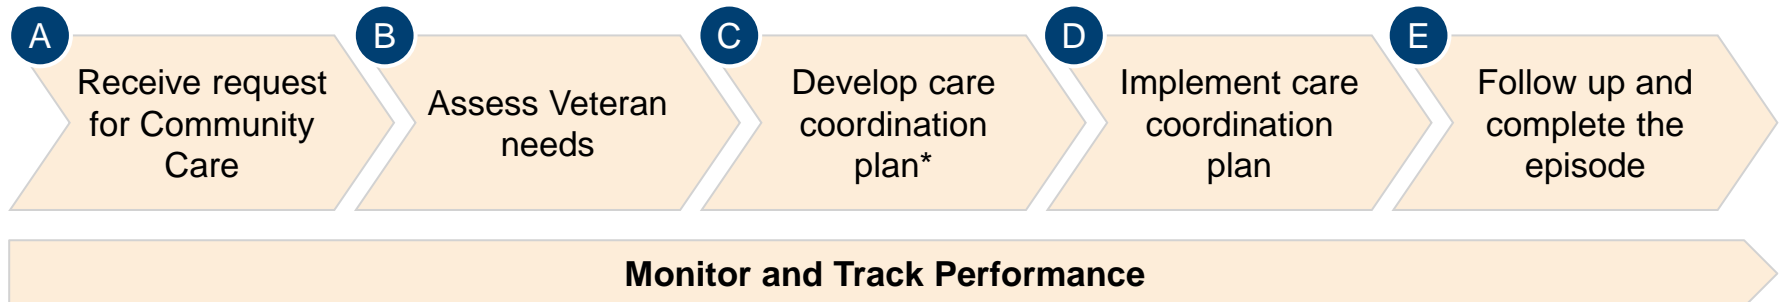 A
Receive request
for Community
Care
B
Assess Veteran
needs
C
Develop care
coordination
plan*
D
Implement care
coordination
plan
E
Follow up and
complete the
episode
Monitor and Track Performance